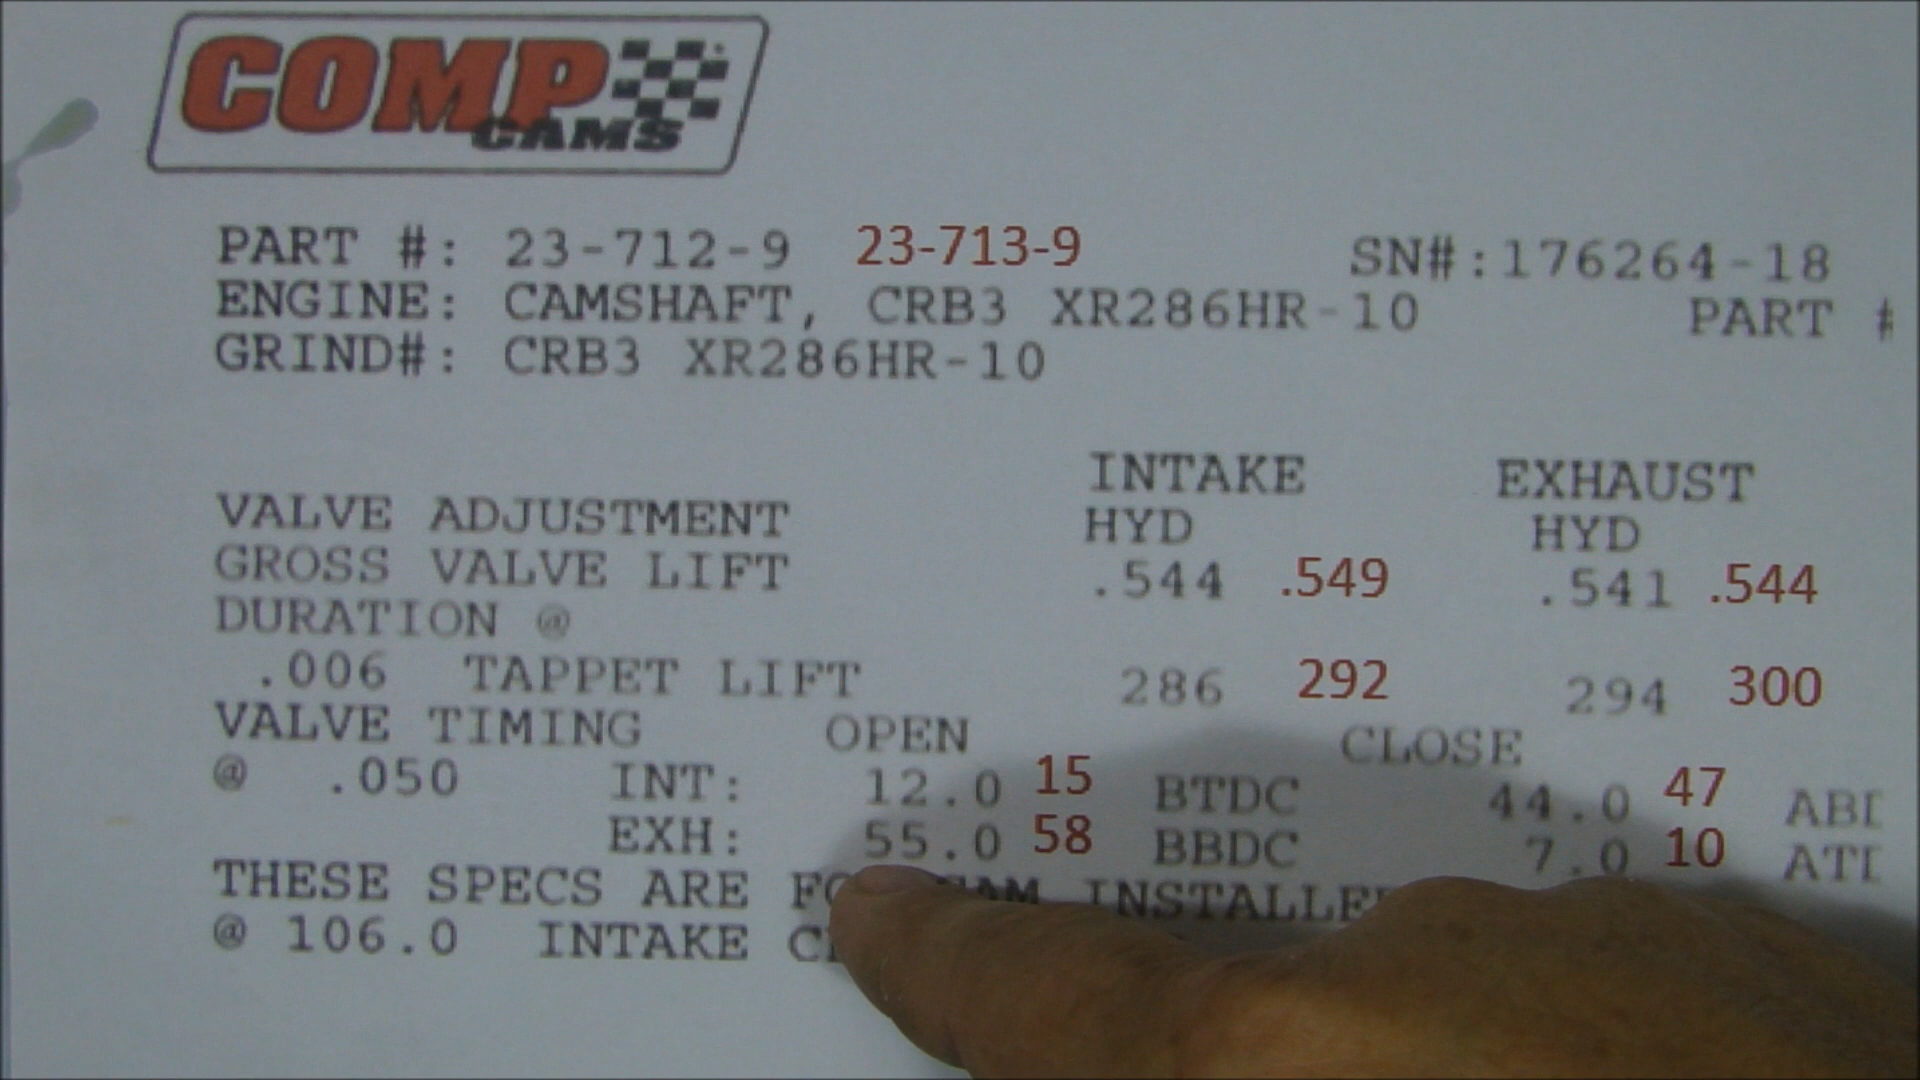 COMP
CAMS
PART #: 23-712-9 23-713-9 SN#:176264-18
ENGINE: CAMSHAFT, CRB3 XR286HR-10 PART #
GRIND#: CRB3 XR286HR-10
INTAKE EXHAUST
VALVE ADJUSTMENT HYD HYD
GROSS VALVE LIFT .544 .549 .541 .544
DURATION @
.006 TAPPET LIFT 286 292 294 300
VALVE TIMING OPEN CLOSE
@ .050 INT: 12.0 15 BTDC 44.0 47
EXH: 55.0 58 BBDC 7.0 10
THESE SPECS ARE
@ 106.0 INTAKE